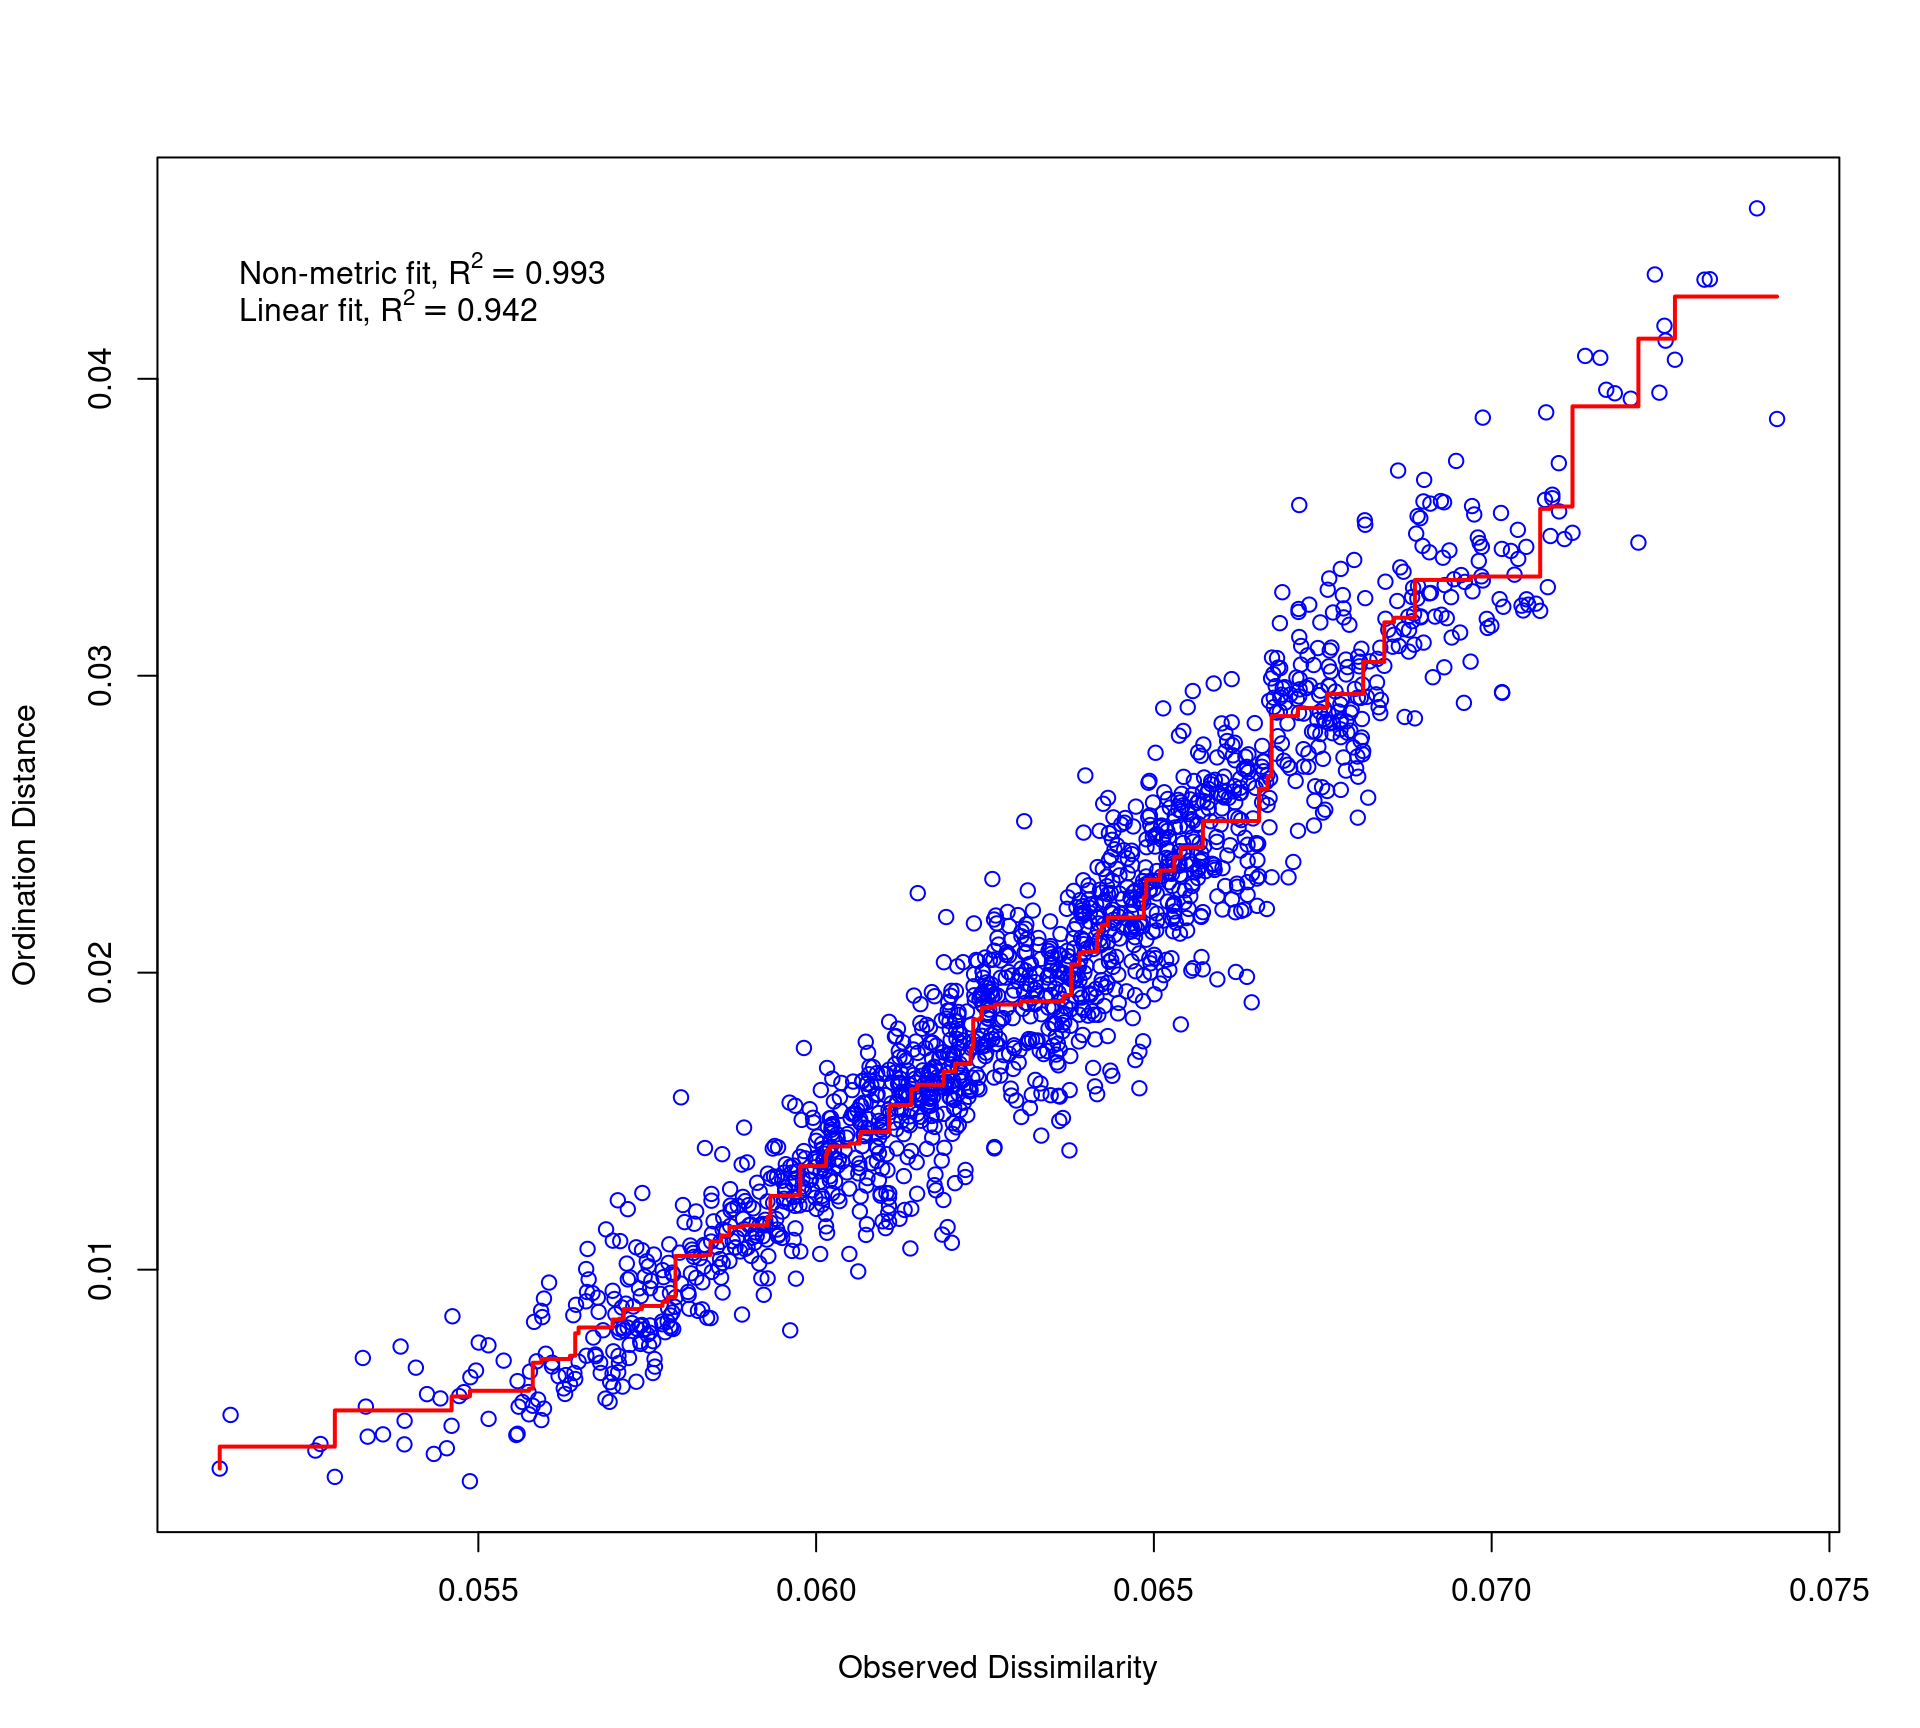 Non-metric fit, R² = 0.993
Linear fit, R² = 0.942
Ordination Distance
0.04
0.03
0.02
0.01
0.055 0.060 0.065 0.070 0.075
Observed Dissimilarity